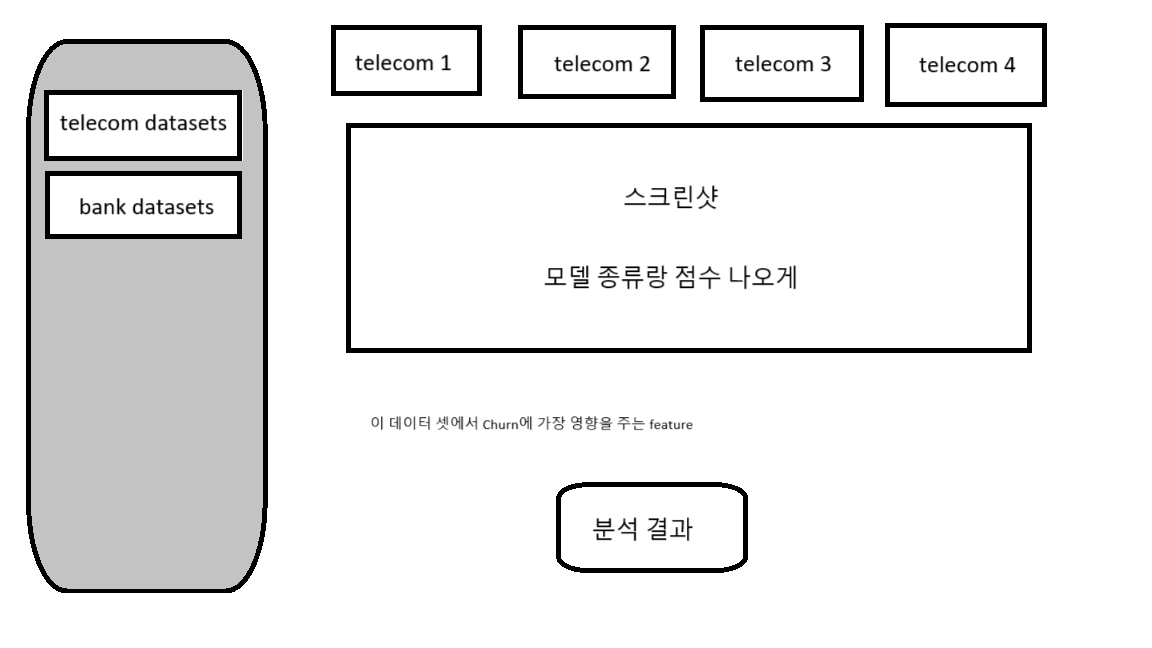 telecom datasets
bank datasets
telecom 1
telecom 2
telecom 3
telecom 4
스크린샷
모델 종류랑 점수 나오게
이 데이터 셋에서 Churn에 가장 영향을 주는 feature
분석 결과